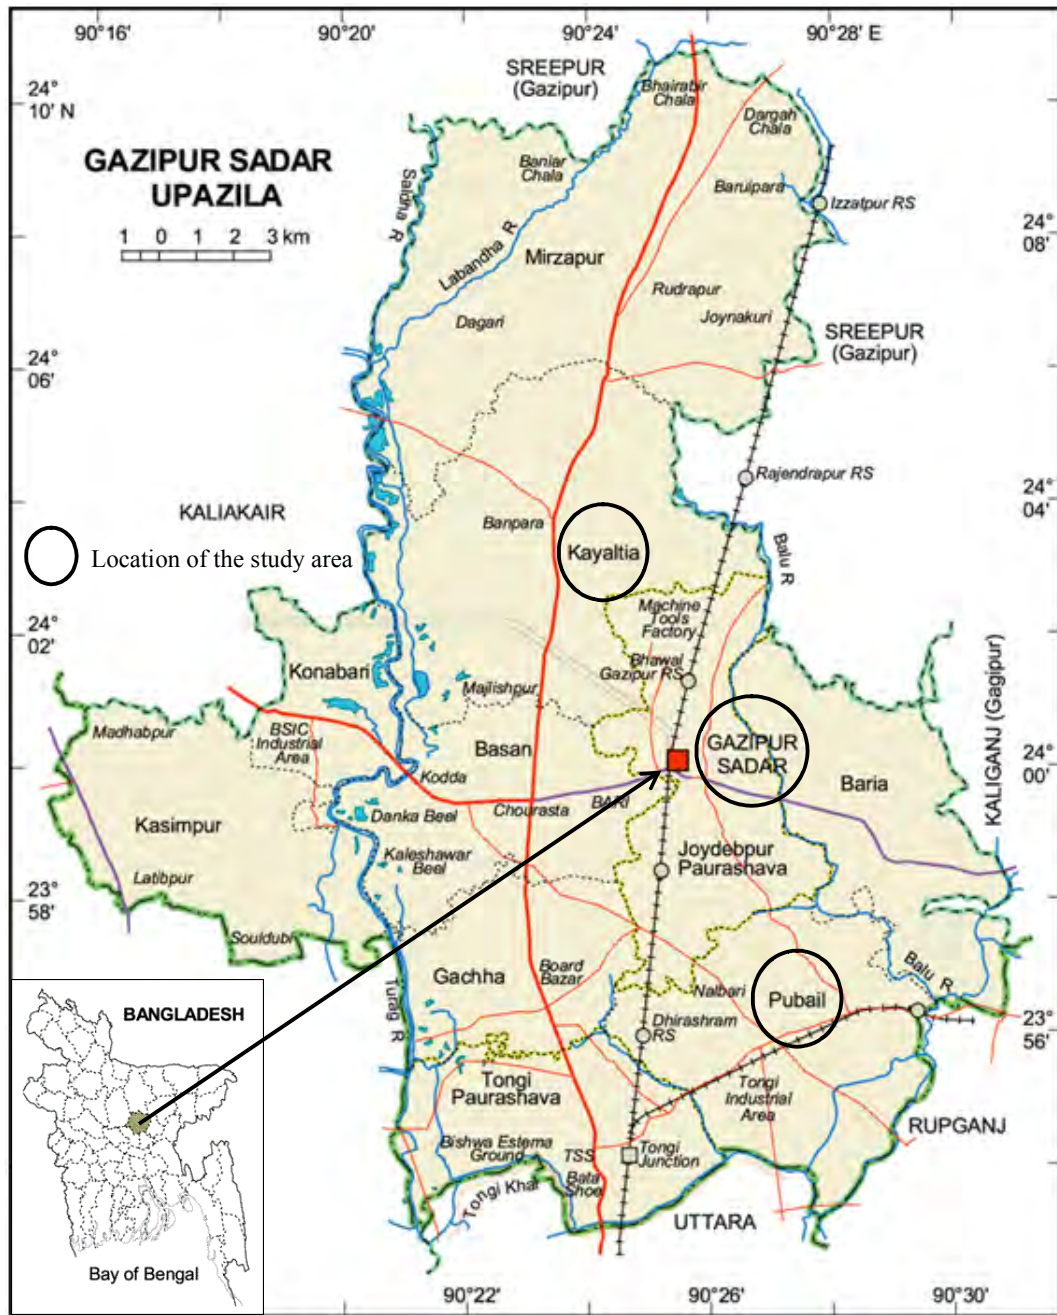 90°16'
90°20'
90°24'
90°28' E
24°
10' N
SREEPUR
(Gazipur)
Bhairabir
Chala
Dargah
Chala
GAZIPUR SADAR
UPAZILA
1 0 1 2 3 km
Saldha R
Baniar
Chala
Baruipara
Izzatpur RS
24°
08'
Labandha R
Mirzapur
Rudrapur
Joynakuri
Dagari
SREEPUR
(Gazipur)
24°
06'
Rajendrapur RS
24°
04'
KALIAKAIR
Banpara
Kayaltia
Balu R
Location of the study area
Machine
Tools
Factory
24°
02'
Bhawal
Gazipur RS
Konabari
Majlishpur
KALIGANJ (Gagipur)
Madhabpur
BSIC
Industrial
Area
Basan
GAZIPUR
SADAR
24°
00'
Kodda
Baria
Chourasta
BARI
Danka Beel
Kasimpur
Joydebpur
Paurashava
Kaleshawar
Beel
Latibpur
23°
58'
Souldubi
Gachha
Board
Bazar
Nalbari
Pubail
Balu R
BANGLADESH
Turag R
Dhirashram
RS
23°
56'
Tongi
Paurashava
Tongi
Industrial
Area
RUPGANJ
Bishwa Estema
Ground
TSS
Tongi
Junction
Bata
Shoe
Tongi Khal
UTTARA
Bay of Bengal
90°22'
90°26'
90°30'